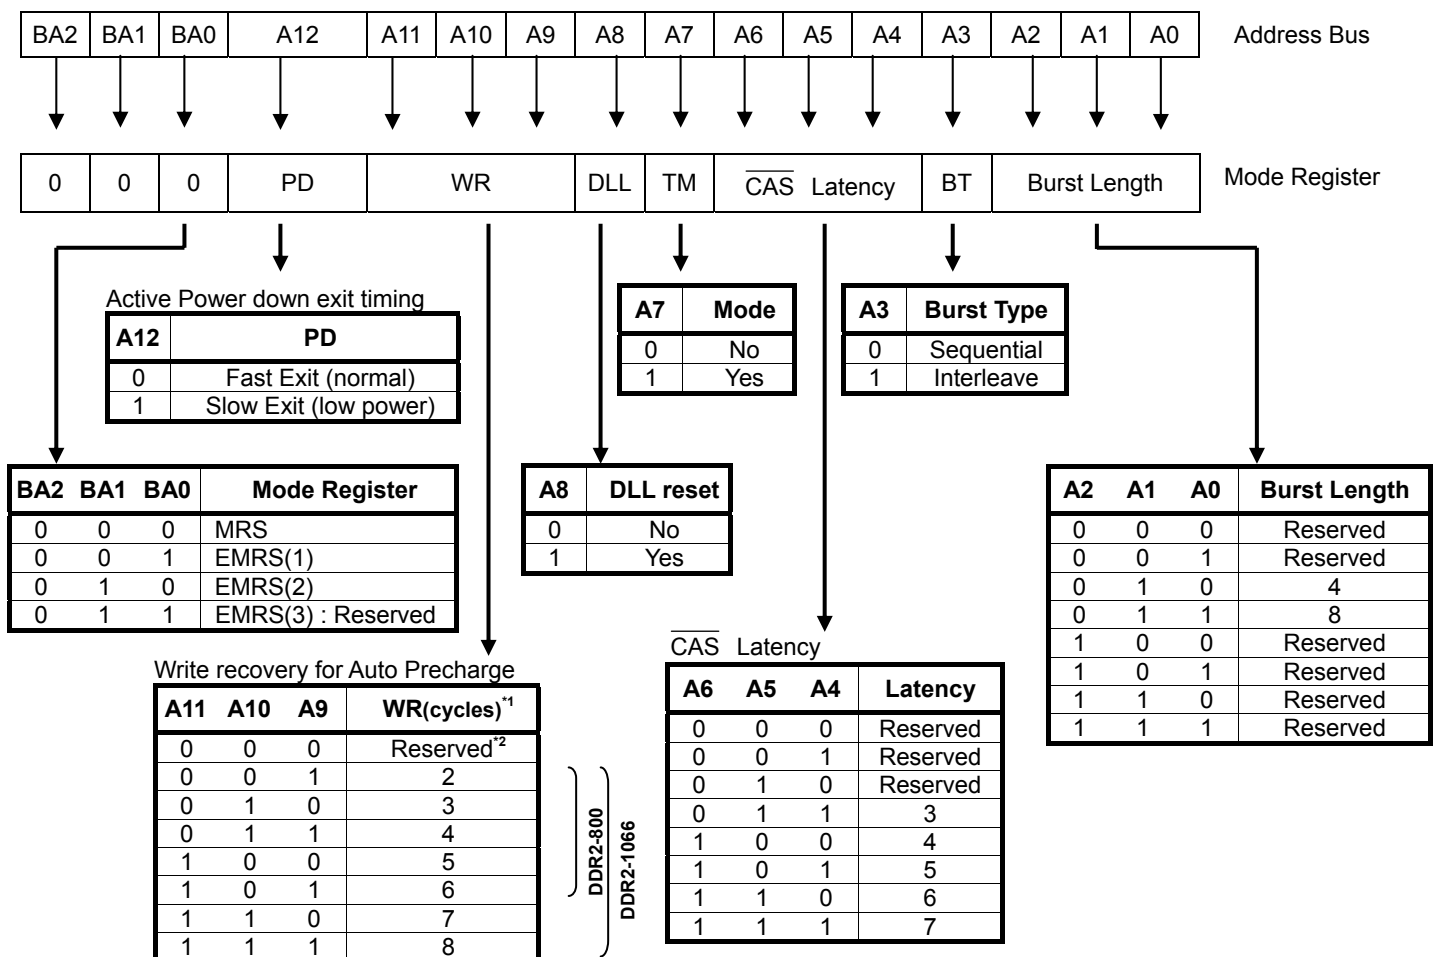 BA2 BA1 BA0 A12 A11 A10 A9 A8 A7 A6 A5 A4 A3 A2 A1 A0 Address Bus
0 0 0 PD WR DLL TM CAS Latency BT Burst Length Mode Register
Active Power down exit timing
A12 PD
0 Fast Exit (normal)
1 Slow Exit (low power)
A7 Mode
0 No
1 Yes
A3 Burst Type
0 Sequential
1 Interleave
BA2 BA1 BA0 Mode Register
0 0 0 MRS
0 0 1 EMRS(1)
0 1 0 EMRS(2)
0 1 1 EMRS(3) : Reserved
A8 DLL reset
0 No
1 Yes
A2 A1 A0 Burst Length
0 0 0 Reserved
0 0 1 Reserved
0 1 0 4
0 1 1 8
1 0 0 Reserved
1 0 1 Reserved
1 1 0 Reserved
1 1 1 Reserved
Write recovery for Auto Precharge
A11 A10 A9 WR(cycles)*1
0 0 0 Reserved*2
0 0 1 2
0 1 0 3
0 1 1 4
1 0 0 5
1 0 1 6
1 1 0 7
1 1 1 8
DDR2-800
DDR2-1066
CAS Latency
A6 A5 A4 Latency
0 0 0 Reserved
0 0 1 Reserved
0 1 0 Reserved
0 1 1 3
1 0 0 4
1 0 1 5
1 1 0 6
1 1 1 7